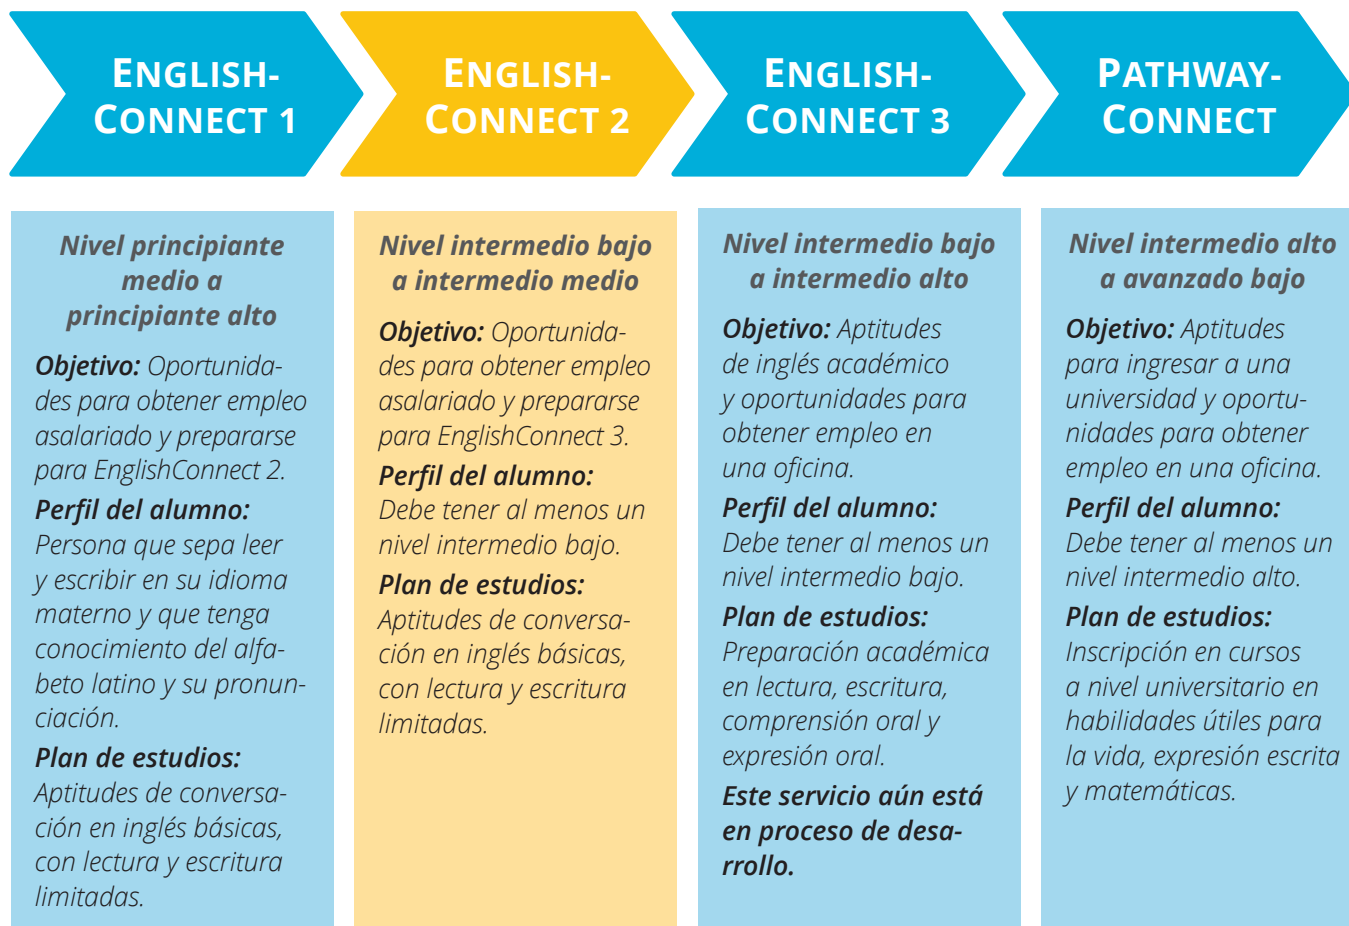 ENGLISH-
CONNECT 1
ENGLISH-
CONNECT 2
ENGLISH-
CONNECT 3
PATHWAY-
CONNECT
Nivel principiante
medio a
principiante alto
Objetivo: Oportunida-
des para obtener empleo
asalariado y prepararse
para EnglishConnect 2.
Perfil del alumno:
Persona que sepa leer
y escribir en su idioma
materno y que tenga
conocimiento del alfa-
beto latino y su pronun-
ciación.
Plan de estudios:
Aptitudes de conversa-
ción en inglés básicas,
con lectura y escritura
limitadas.
Nivel intermedio bajo
a intermedio medio
Objetivo: Oportunida-
des para obtener empleo
asalariado y prepararse
para EnglishConnect 3.
Perfil del alumno:
Debe tener al menos un
nivel intermedio bajo.
Plan de estudios:
Aptitudes de conversa-
ción en inglés básicas,
con lectura y escritura
limitadas.
Nivel intermedio bajo
a intermedio alto
Objetivo: Aptitudes
de inglés académico
y oportunidades para
obtener empleo en
una oficina.
Perfil del alumno:
Debe tener al menos un
nivel intermedio bajo.
Plan de estudios:
Preparación académica
en lectura, escritura,
comprensión oral y
expresión oral.
Este servicio aún está
en proceso de desa-
rrollo.
Nivel intermedio alto
a avanzado bajo
Objetivo: Aptitudes
para ingresar a una
universidad y oportu-
nidades para obtener
empleo en una oficina.
Perfil del alumno:
Debe tener al menos un
nivel intermedio alto.
Plan de estudios:
Inscripción en cursos
a nivel universitario en
habilidades útiles para
la vida, expresión escrita
y matemáticas.